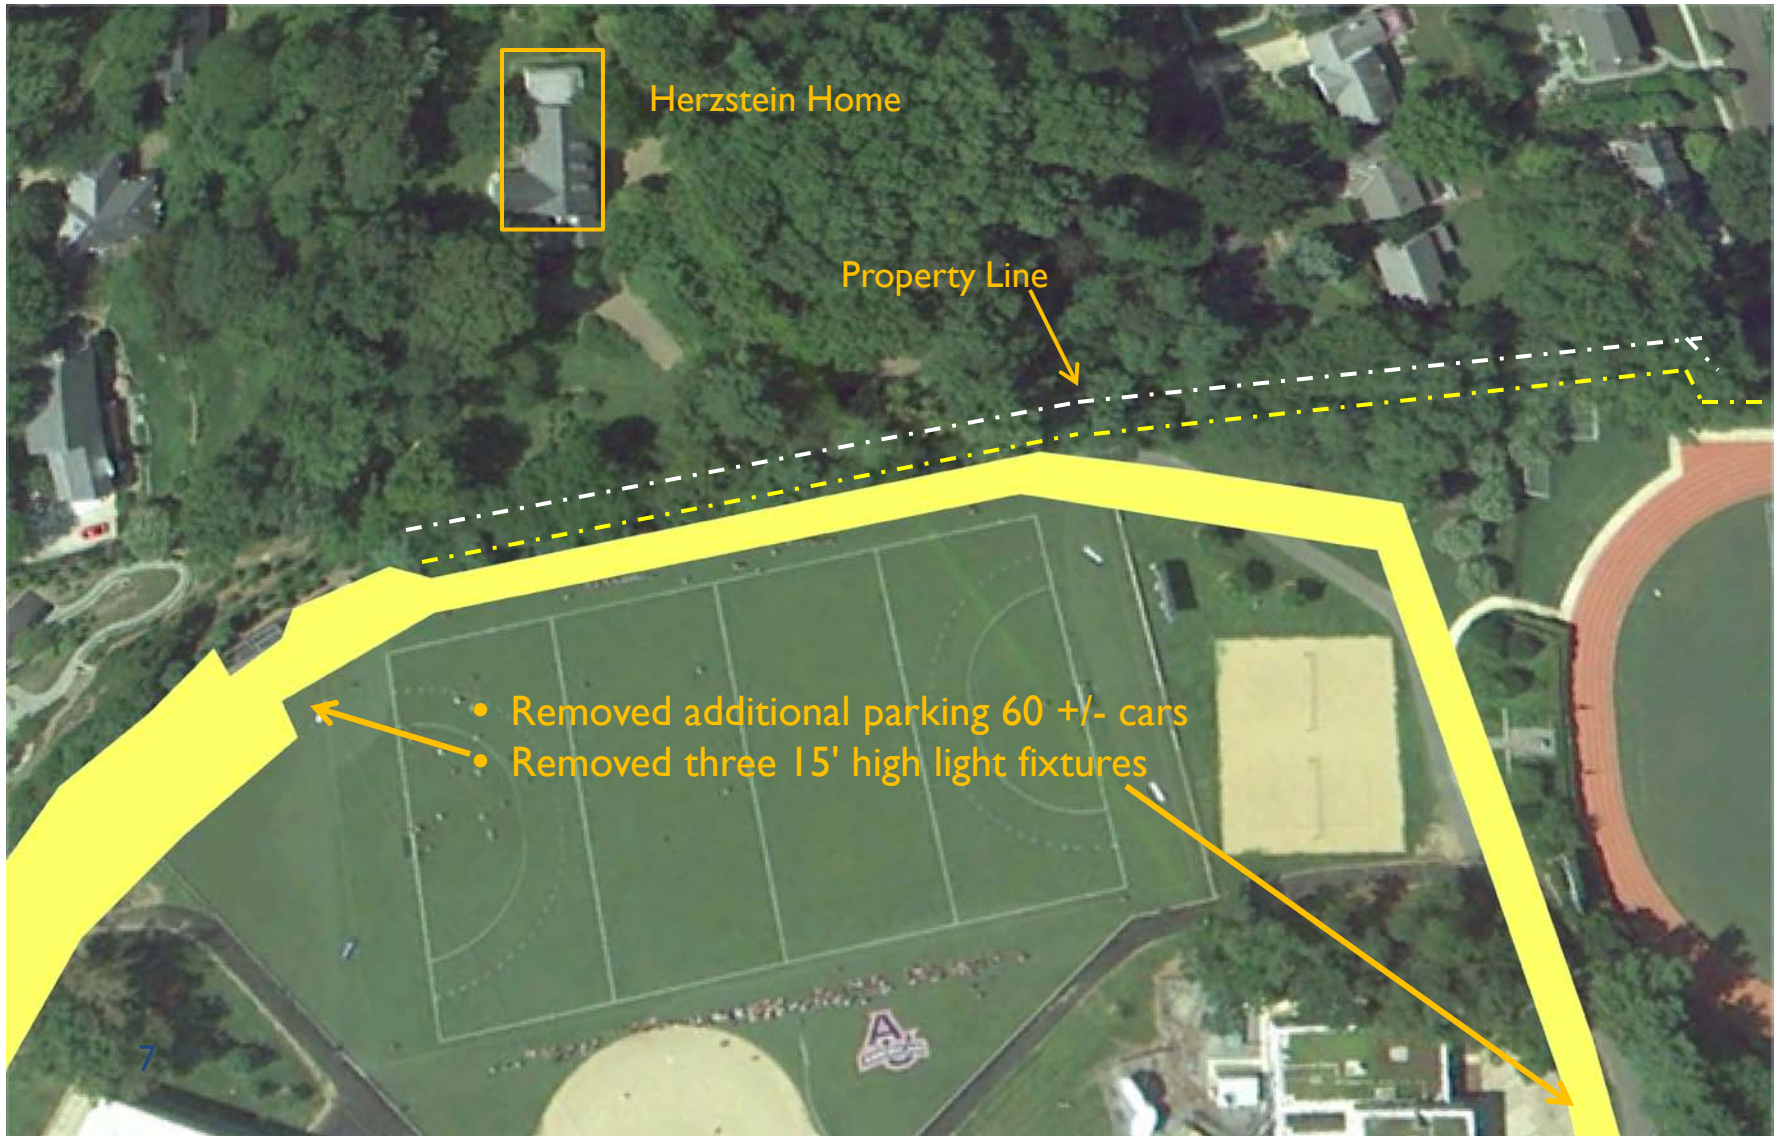 Herzstein Home
Property Line
• Removed additional parking 60 +/- cars
• Removed three 15' high light fixtures
A
7